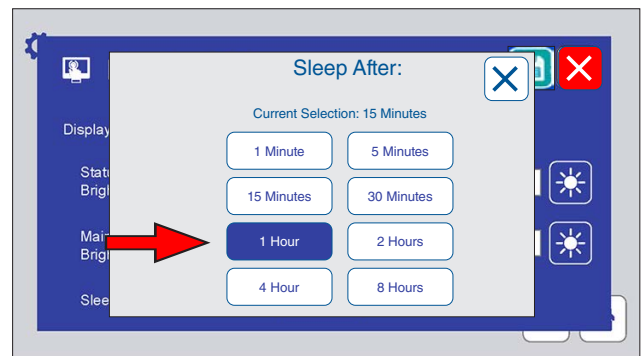 Sleep After:
Current Selection: 15 Minutes
Display
1 Minute
5 Minutes
15 Minutes
30 Minutes
1 Hour
2 Hours
4 Hour
8 Hours